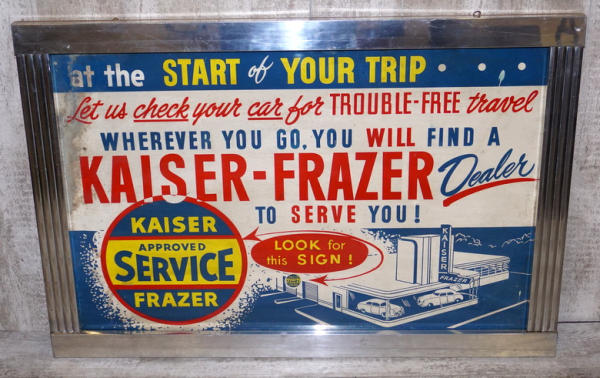 at the START of YOUR TRIP · · · ·
Let us check your car for TROUBLE-FREE travel
WHEREVER YOU GO, YOU WILL FIND A
KAISER-FRAZER Dealer
TO SERVE YOU!
KAISER
APPROVED
SERVICE
FRAZER
LOOK for
this SIGN!
KAISER
FRAZER